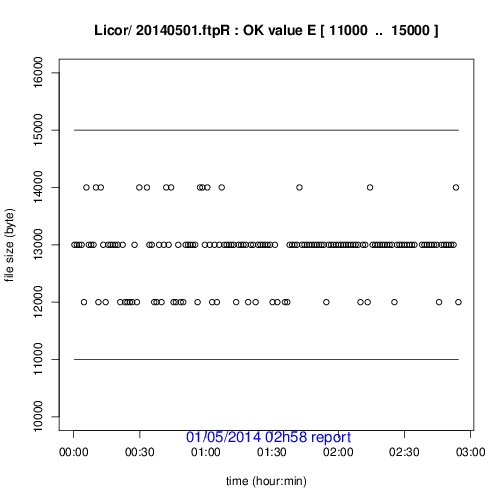 Licor/ 20140501.ftpR : OK value E [ 11000 .. 15000 ]
file size (byte)
16000
15000
14000
13000
12000
11000
10000
01/05/2014 02h58 report
00:00 00:30 01:00 01:30 02:00 02:30 03:00
time (hour:min)